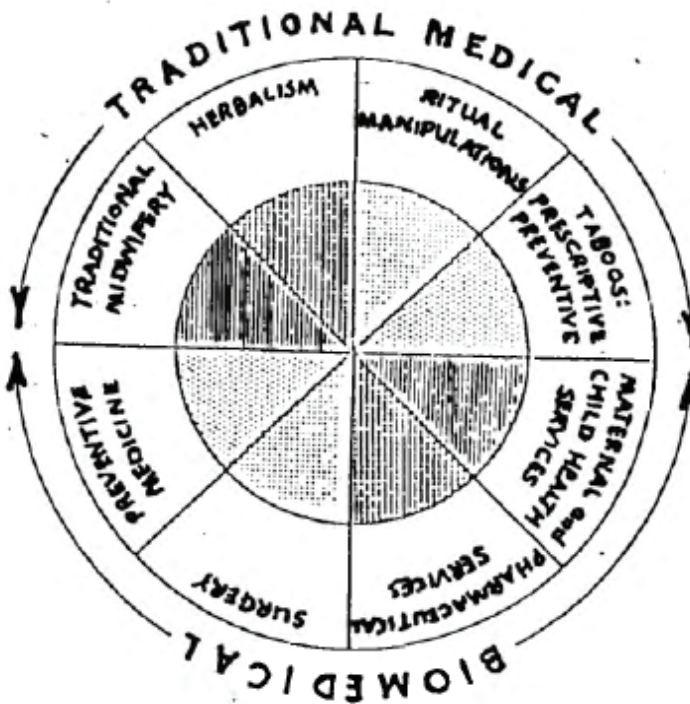 TRADITIONAL MEDICAL
HERBALISM
RITUAL
MANIPULATIONS
TABOOS:
PRESCRIPTIVE
PREVENTIVE
TRADITIONAL
MIDWIFERY
MATERNAL and
CHILD HEALTH
SERVICES
PREVENTIVE
MEDICINE
SURGERY
PHARMACEUTICAL
SERVICES
BIOMEDICAL